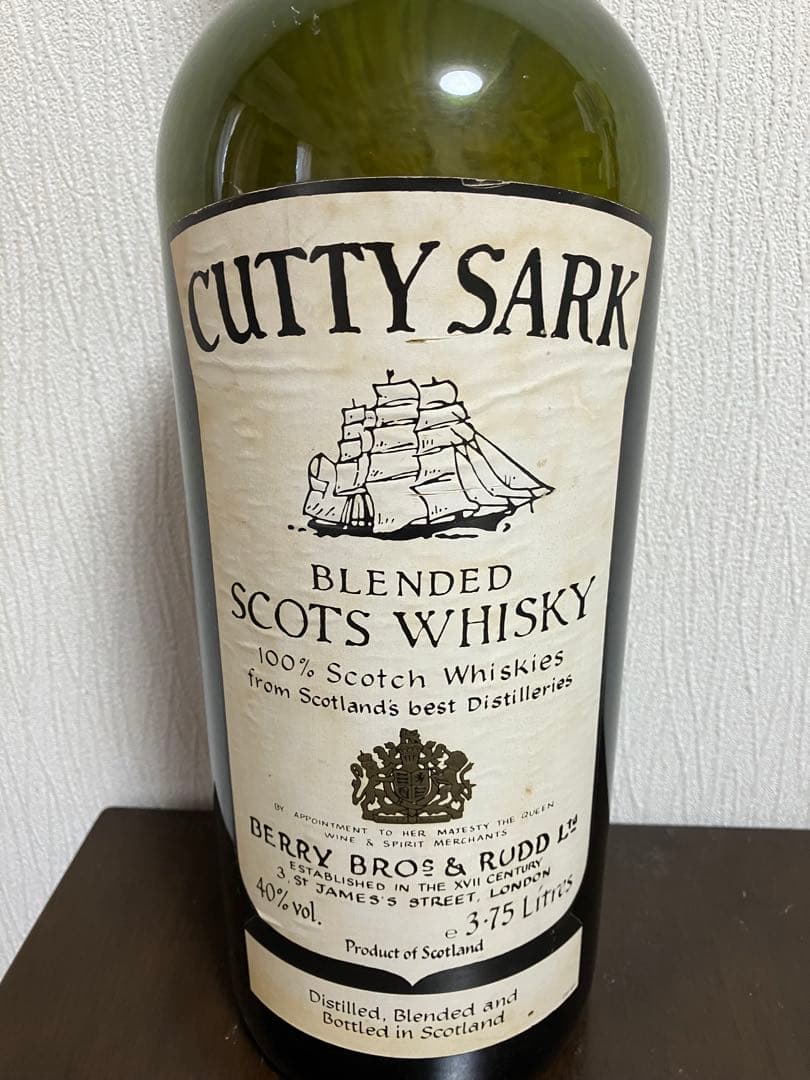 CUTTY SARK
BLENDED
SCOTS WHISKY
100% Scotch Whiskies
from Scotland's best Distilleries
BY APPOINTMENT TO HER MAJESTY THE QUEEN
WINE & SPIRIT MERCHANTS
BERRY BROS & RUDD Ltd
ESTABLISHED IN THE XVII CENTURY
3, St JAMES'S STREET, LONDON
40% vol.
e 3·75 Litres
Product of Scotland
Distilled, Blended and
Bottled in Scotland